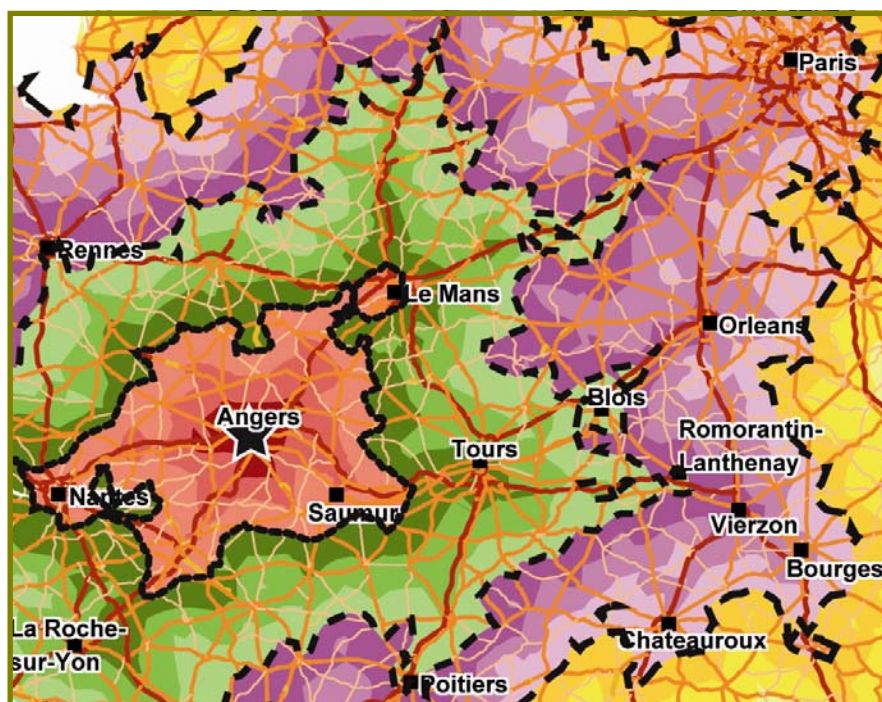 Paris
Rennes
Le Mans
Orleans
Angers
Blois
Tours
Romorantin-
Lanthenay
Nantes
Saumur
Vierzon
Bourges
La Roche-
sur-Yon
Chateauroux
Poitiers